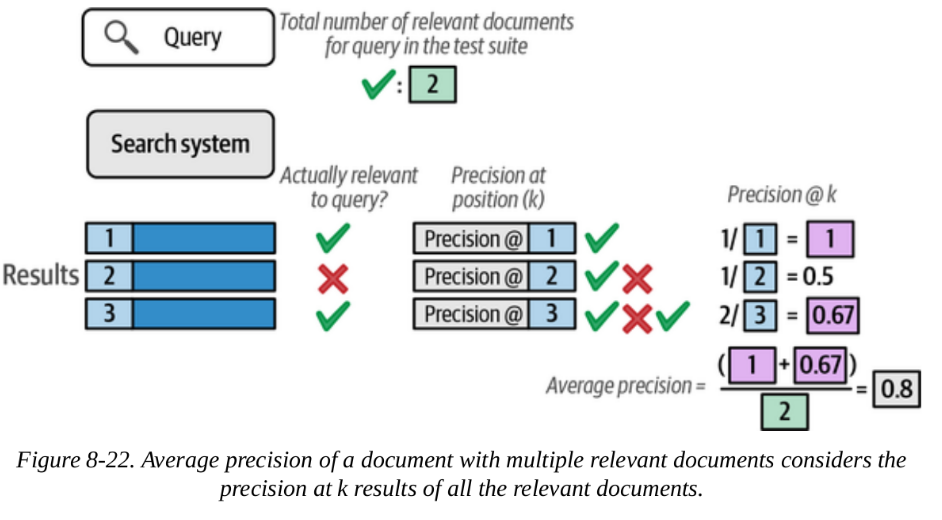 Query
Total number of relevant documents
for query in the test suite
: 2
Search system
Actually relevant
to query?
Precision at
position (k)
Precision @ k
Results
1
Precision @ 1
1/ 1 = 1
2
Precision @ 2
1/ 2 = 0.5
3
Precision @ 3
2/ 3 = 0.67
Average precision =
( 1 + 0.67 )
2
= 0.8
Figure 8-22. Average precision of a document with multiple relevant documents considers the
precision at k results of all the relevant documents.